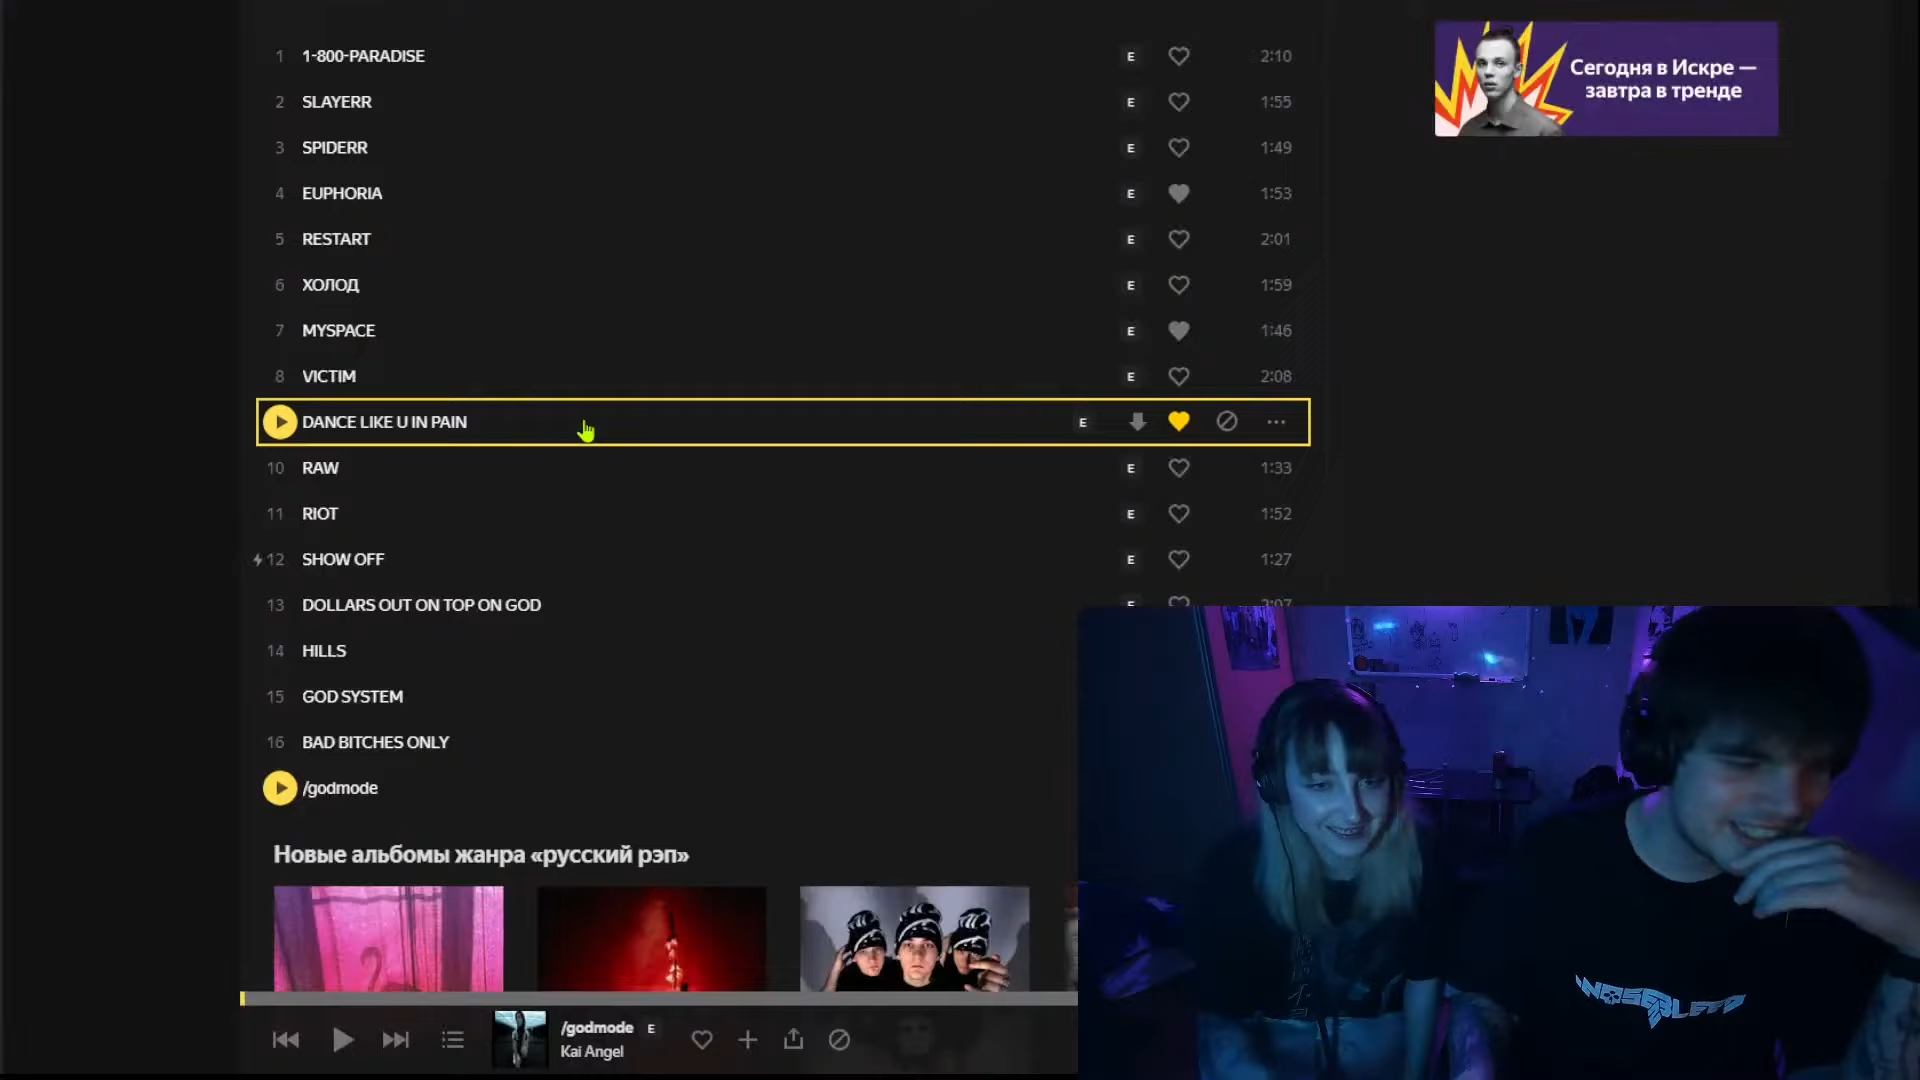 1 1-800-PARADISE E 2:10
2 SLAYERR E 1:55
3 SPIDERR E 1:49
4 EUPHORIA E 1:53
5 RESTART E 2:01
6 ХОЛОД E 1:59
7 MYSPACE E 1:46
8 VICTIM E 2:08
DANCE LIKE U IN PAIN E
10 RAW E 1:33
11 RIOT E 1:52
12 SHOW OFF E 1:27
13 DOLLARS OUT ON TOP ON GOD E 2:07
14 HILLS
15 GOD SYSTEM
16 BAD BITCHES ONLY
/godmode
Новые альбомы жанра «русский рэп»
/godmode E
Kai Angel
Сегодня в Искре —
завтра в тренде
NOSEBLEED